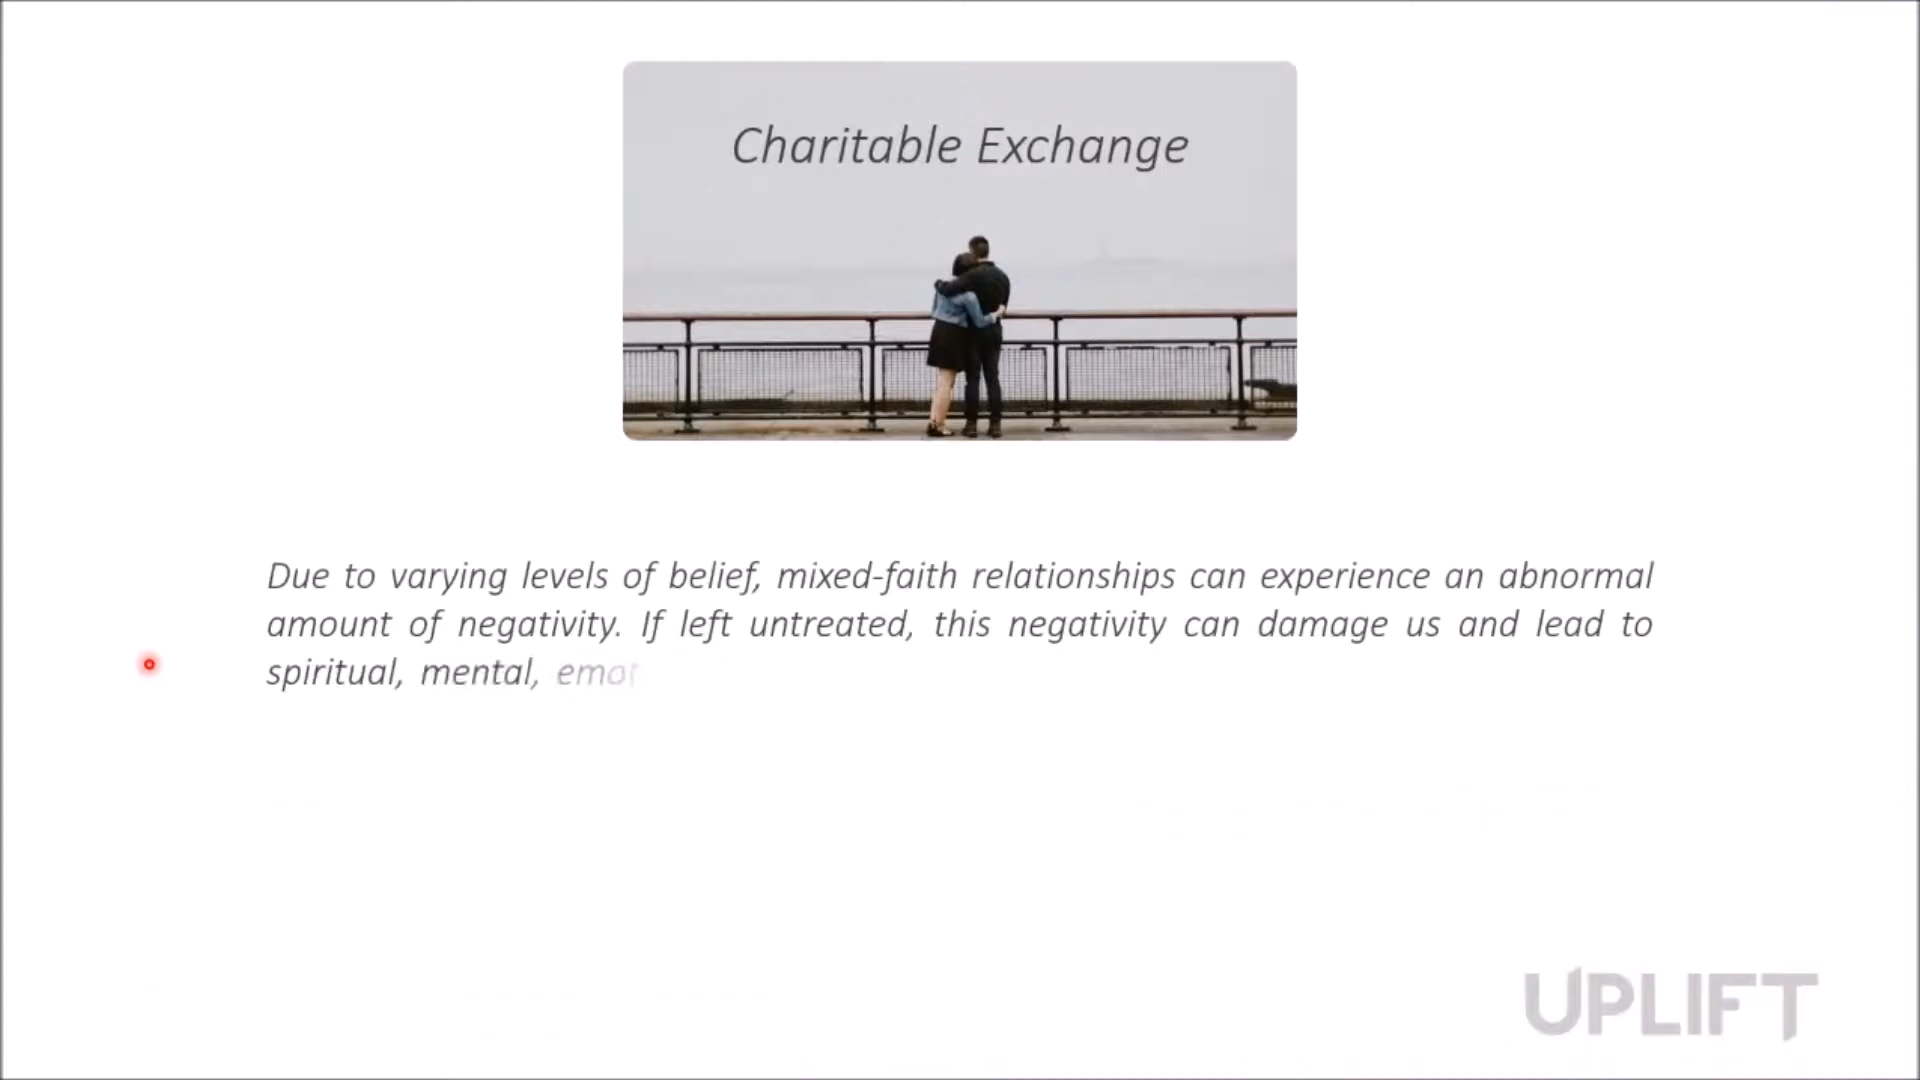 Charitable Exchange
Due to varying levels of belief, mixed-faith relationships can experience an abnormal
amount of negativity. If left untreated, this negativity can damage us and lead to
spiritual, mental,
UPLIFT